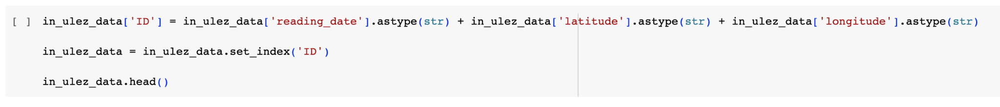 [ ] in_ulez_data['ID'] = in_ulez_data['reading_date'].astype(str) + in_ulez_data['latitude'].astype(str) + in_ulez_data['longitude'].astype(str)
in_ulez_data = in_ulez_data.set_index('ID')
in_ulez_data.head()